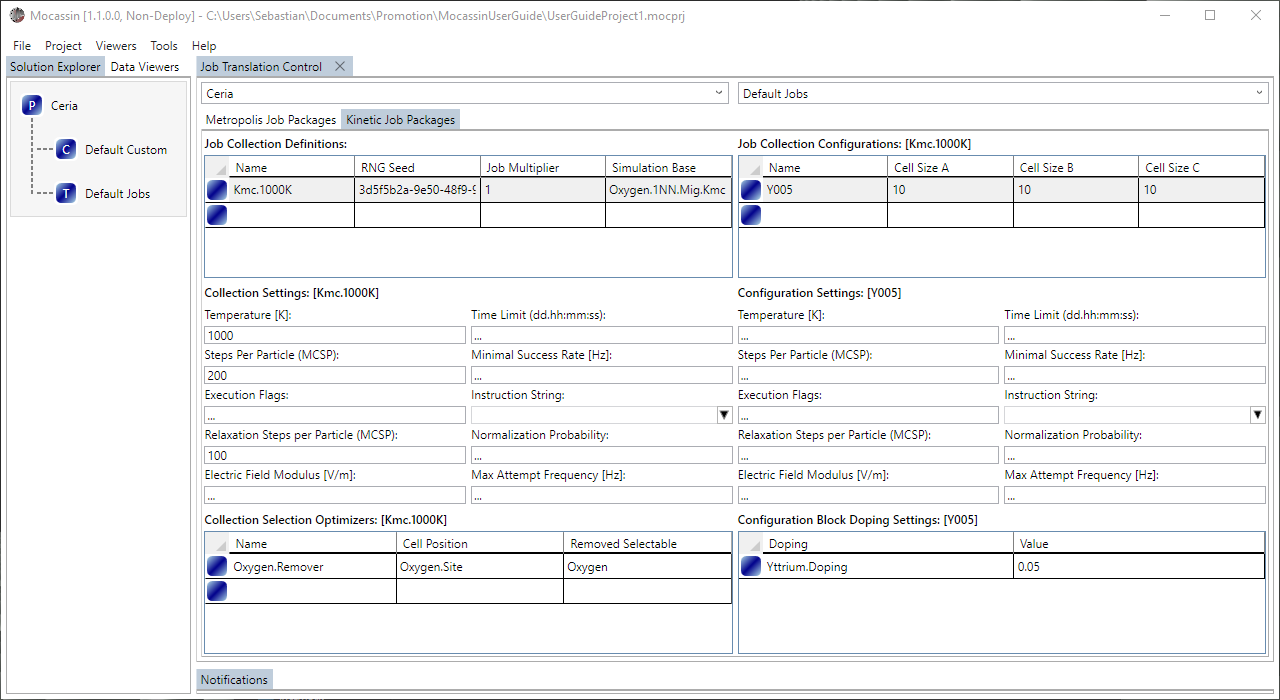 Mocassin [1.1.0.0, Non-Deploy] - C:\Users\Sebastian\Documents\Promotion\MocassinUserGuide\UserGuideProject1.mocprj
File Project Viewers Tools Help
Solution Explorer Data Viewers
Job Translation Control
P Ceria
C Default Custom
T Default Jobs
Ceria
Default Jobs
Metropolis Job Packages Kinetic Job Packages
Job Collection Definitions:
Name RNG Seed Job Multiplier Simulation Base
Kmc.1000K 3d5f5b2a-9e50-48f9-9 1 Oxygen.1NN.Mig.Kmc
Job Collection Configurations: [Kmc.1000K]
Name Cell Size A Cell Size B Cell Size C
Y005 10 10 10
Collection Settings: [Kmc.1000K]
Temperature [K]: Time Limit (dd.hh:mm:ss):
1000 ...
Steps Per Particle (MCSP): Minimal Success Rate [Hz]:
200 ...
Execution Flags: Instruction String:
...
Relaxation Steps per Particle (MCSP): Normalization Probability:
100 ...
Electric Field Modulus [V/m]: Max Attempt Frequency [Hz]:
... ...
Configuration Settings: [Y005]
Temperature [K]: Time Limit (dd.hh:mm:ss):
... ...
Steps Per Particle (MCSP): Minimal Success Rate [Hz]:
... ...
Execution Flags: Instruction String:
...
Relaxation Steps per Particle (MCSP): Normalization Probability:
... ...
Electric Field Modulus [V/m]: Max Attempt Frequency [Hz]:
... ...
Collection Selection Optimizers: [Kmc.1000K]
Name Cell Position Removed Selectable
Oxygen.Remover Oxygen.Site Oxygen
Configuration Block Doping Settings: [Y005]
Doping Value
Yttrium.Doping 0.05
Notifications